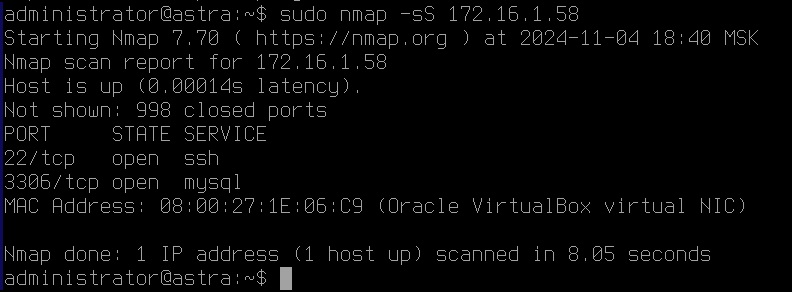 administrator@astra:~$ sudo nmap -sS 172.16.1.58
Starting Nmap 7.70 ( https://nmap.org ) at 2024-11-04 18:40 MSK
Nmap scan report for 172.16.1.58
Host is up (0.00014s latency).
Not shown: 998 closed ports
PORT     STATE SERVICE
22/tcp   open  ssh
3306/tcp open  mysql
MAC Address: 08:00:27:1E:06:C9 (Oracle VirtualBox virtual NIC)

Nmap done: 1 IP address (1 host up) scanned in 8.05 seconds
administrator@astra:~$